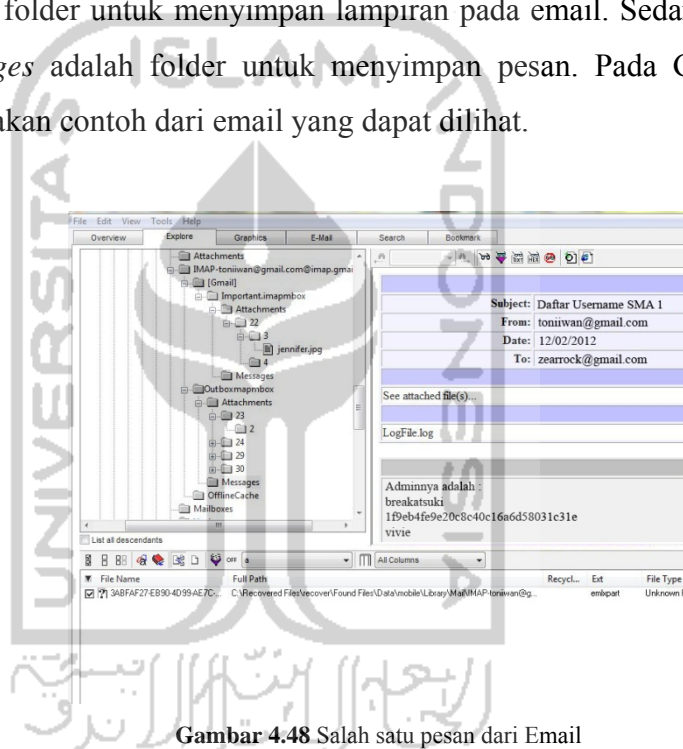 folder untuk menyimpan lampiran pada email. Sedar
ges adalah folder untuk menyimpan pesan. Pada G
akan contoh dari email yang dapat dilihat.
ISLAM
UNIVERSITAS
INDONESIA
File Edit View Tools Help
Overview Explore Graphics E-Mail Search Bookmark
Attachments
IMAP-toniiwan@gmail.com@imap.gmai
[Gmail]
Important.imapmbox
Attachments
22
3
jennifer.jpg
4
Messages
Outboxmapmbox
Attachments
23
2
24
29
30
Messages
OfflineCache
Mailboxes
List all descendants
Subject: Daftar Username SMA 1
From: toniiwan@gmail.com
Date: 12/02/2012
To: zearrock@gmail.com
See attached file(s)...
LogFile.log
Adminnya adalah :
breakatsuki
1f9eb4fe9e20c8c40c16a6d58031c31e
vivie
OFF a All Columns
File Name Full Path Recycl... Ext File Type
3ABFAF27-EB90-4D99-AE7C-... C:\Recovered Files\recover\Found Files\Data\mobile\Library\Mail\IMAP-toniiwan@g... emlxpart Unknown
Gambar 4.48 Salah satu pesan dari Email